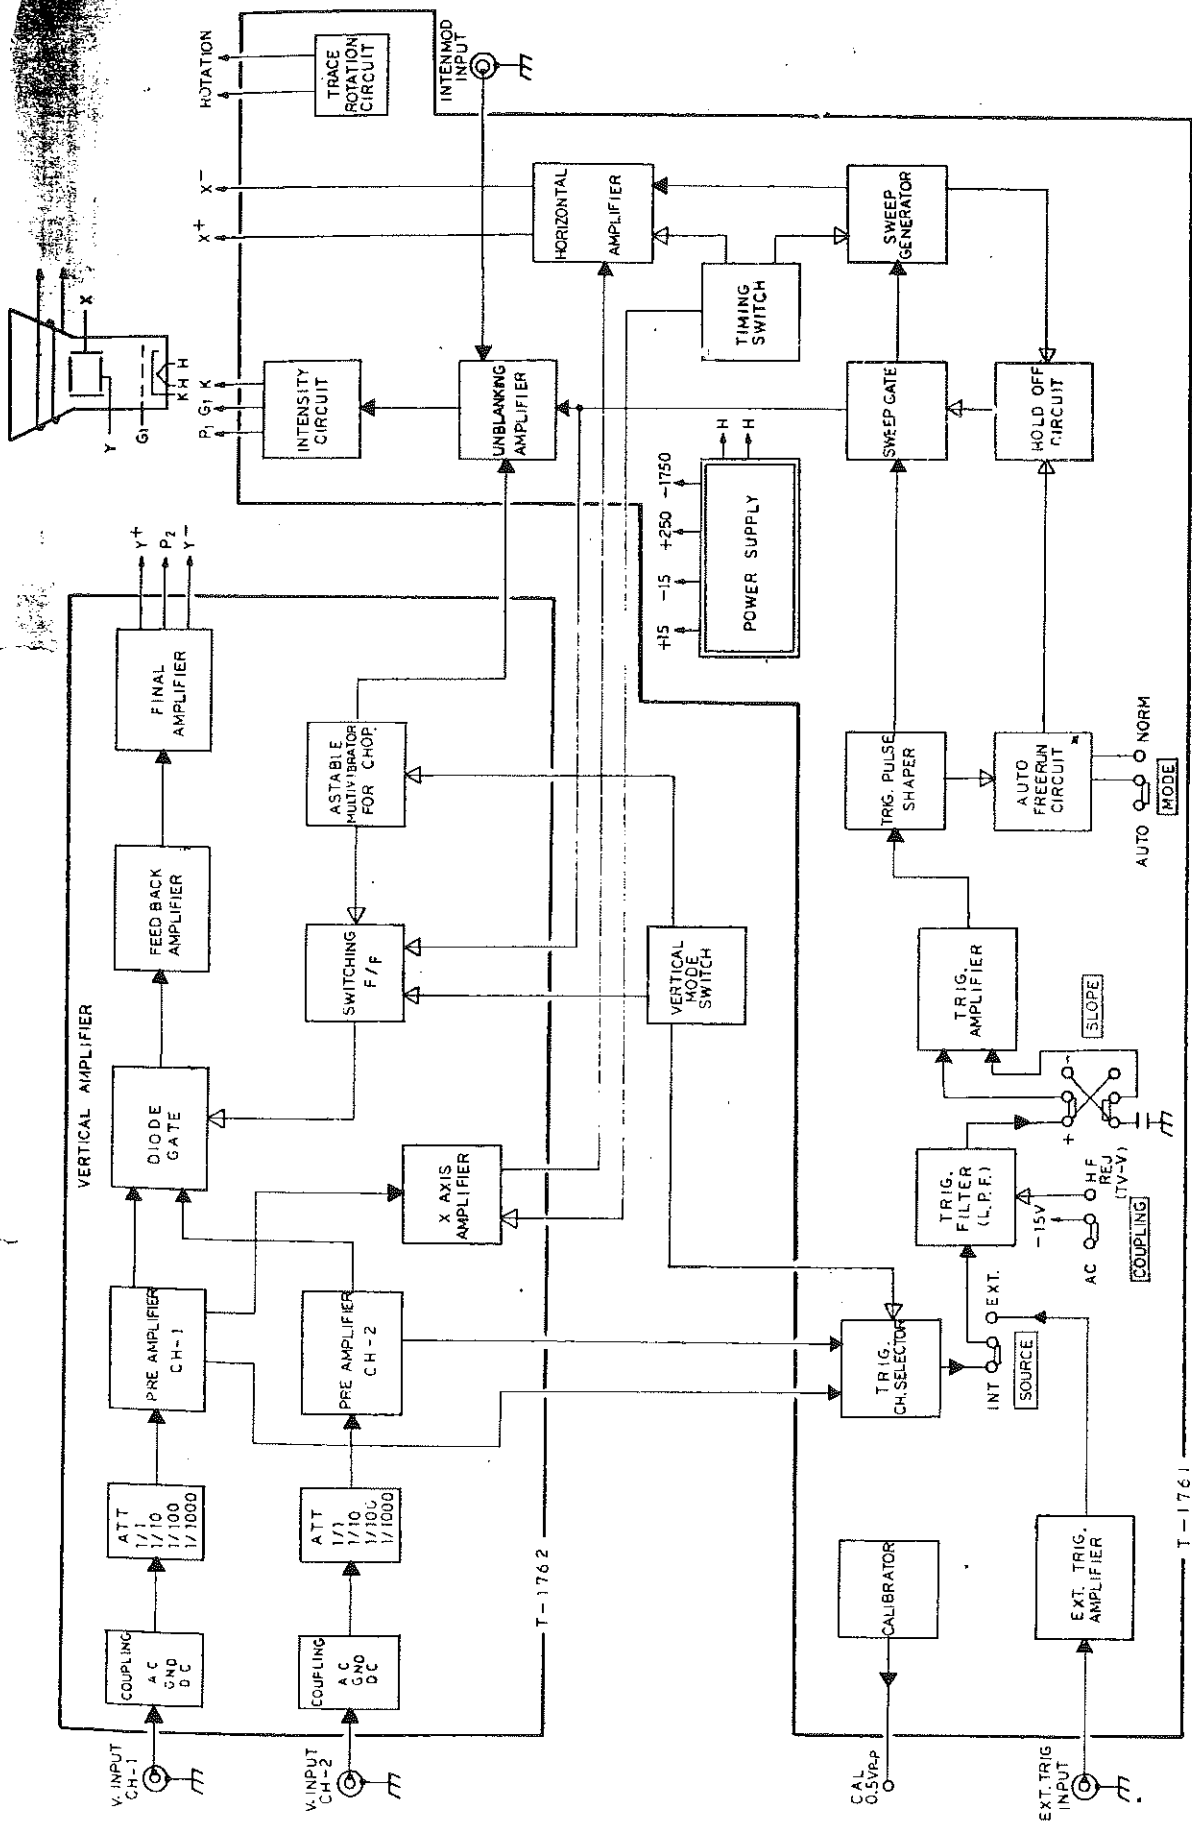 VERTICAL AMPLIFIER
V. INPUT
CH-1
COUPLING
AC
GND
DC
ATT
1/1
1/10
1/100
1/1000
PRE AMPLIFIER
CH-1
DIODE
GATE
FEED BACK
AMPLIFIER
FINAL
AMPLIFIER
Y+
P2
Y-
V. INPUT
CH-2
COUPLING
AC
GND
DC
ATT
1/1
1/10
1/100
1/1000
PRE AMPLIFIER
CH-2
X AXIS
AMPLIFIER
SWITCHING
F/F
ASTABLE
MULTIVIBRATOR
FOR CHOP.
T-1762
Y
X
G1
KH H
P1 G1 K
X+
X-
ROTATION
INTENSITY
CIRCUIT
TRACE
ROTATION
CIRCUIT
INTENMOD
INPUT
UNBLANKING
AMPLIFIER
HORIZONTAL
AMPLIFIER
VERTICAL
MODE
SWITCH
+15
-15
+250
-1750
H
H
POWER SUPPLY
TIMING
SWITCH
CAL
0.5VP-P
CALIBRATOR
TRIG.
CH. SELECTOR
INT
EXT.
SOURCE
TRIG.
FILTER
(L.P.F.)
-15V
AC
HF
REJ
(TV-V)
COUPLING
+
-
SLOPE
TRIG.
AMPLIFIER
TRIG. PULSE
SHAPER
SWEEP GATE
SWEEP
GENERATOR
EXT. TRIG
INPUT
EXT. TRIG.
AMPLIFIER
AUTO
FREERUN
CIRCUIT
AUTO
NORM
MODE
HOLD OFF
CIRCUIT
T-1761